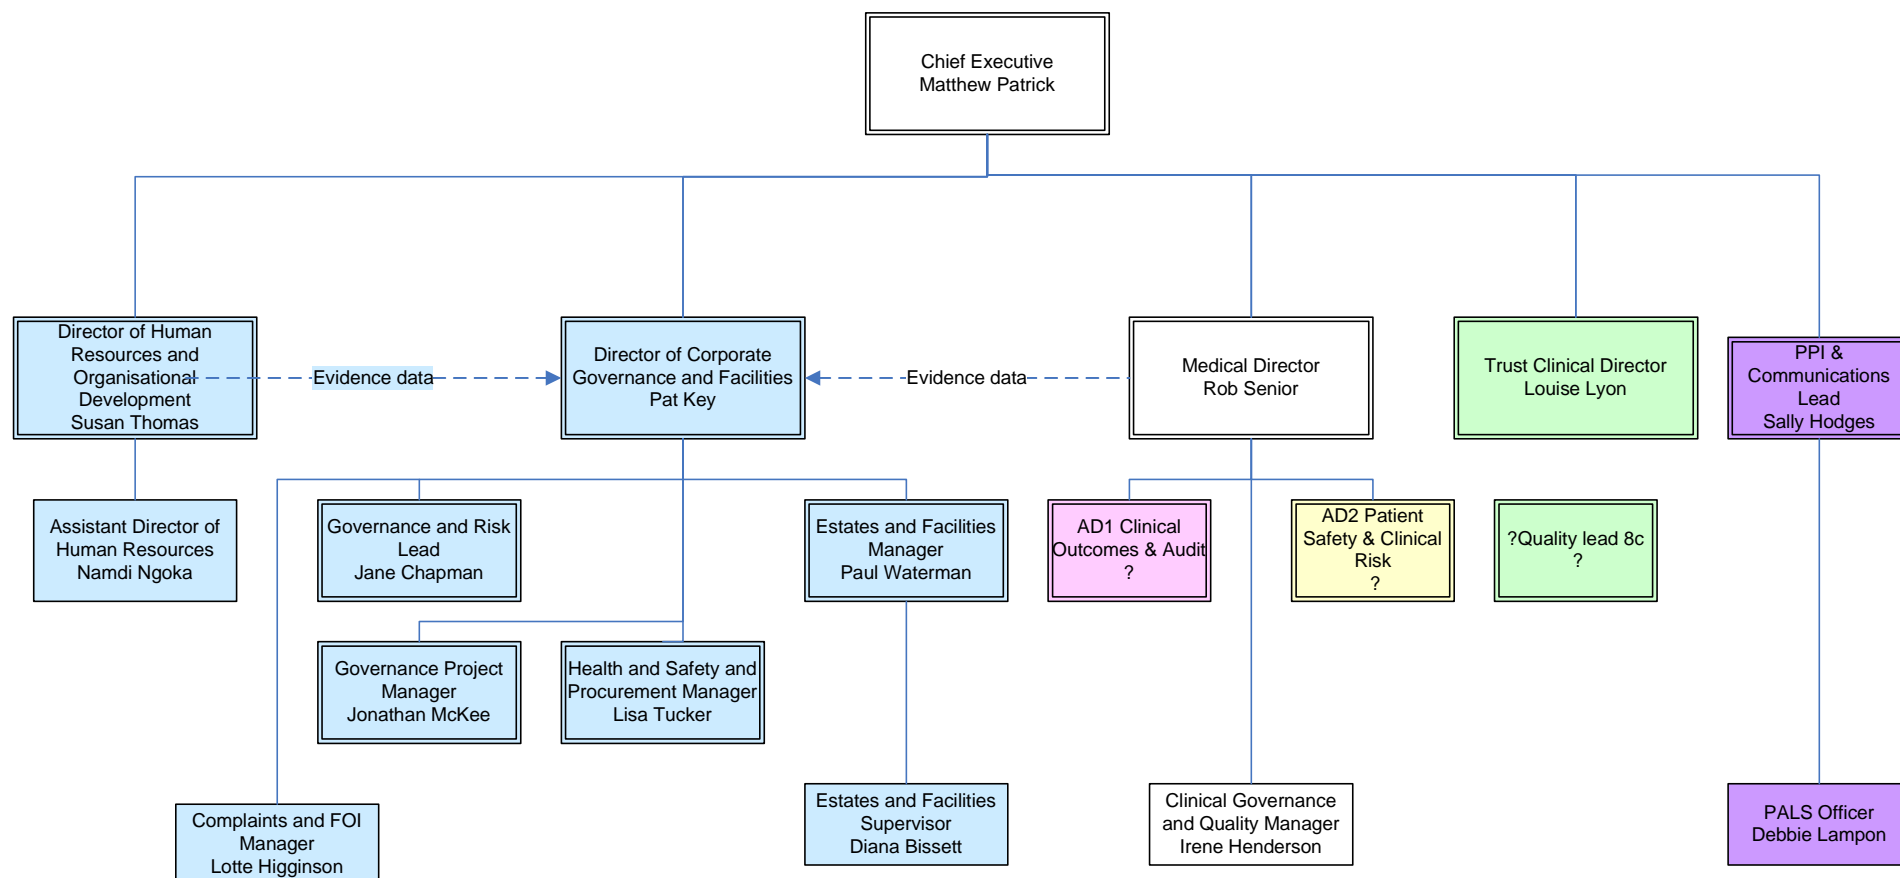 Chief Executive
Matthew Patrick
Director of Human
Resources and
Organisational
Development
Susan Thomas
Evidence data
Director of Corporate
Governance and Facilities
Pat Key
Evidence data
Medical Director
Rob Senior
Trust Clinical Director
Louise Lyon
PPI &
Communications
Lead
Sally Hodges
Assistant Director of
Human Resources
Namdi Ngoka
Governance and Risk
Lead
Jane Chapman
Estates and Facilities
Manager
Paul Waterman
AD1 Clinical
Outcomes & Audit
?
AD2 Patient
Safety & Clinical
Risk
?
?Quality lead 8c
?
Governance Project
Manager
Jonathan McKee
Health and Safety and
Procurement Manager
Lisa Tucker
Complaints and FOI
Manager
Lotte Higginson
Estates and Facilities
Supervisor
Diana Bissett
Clinical Governance
and Quality Manager
Irene Henderson
PALS Officer
Debbie Lampon